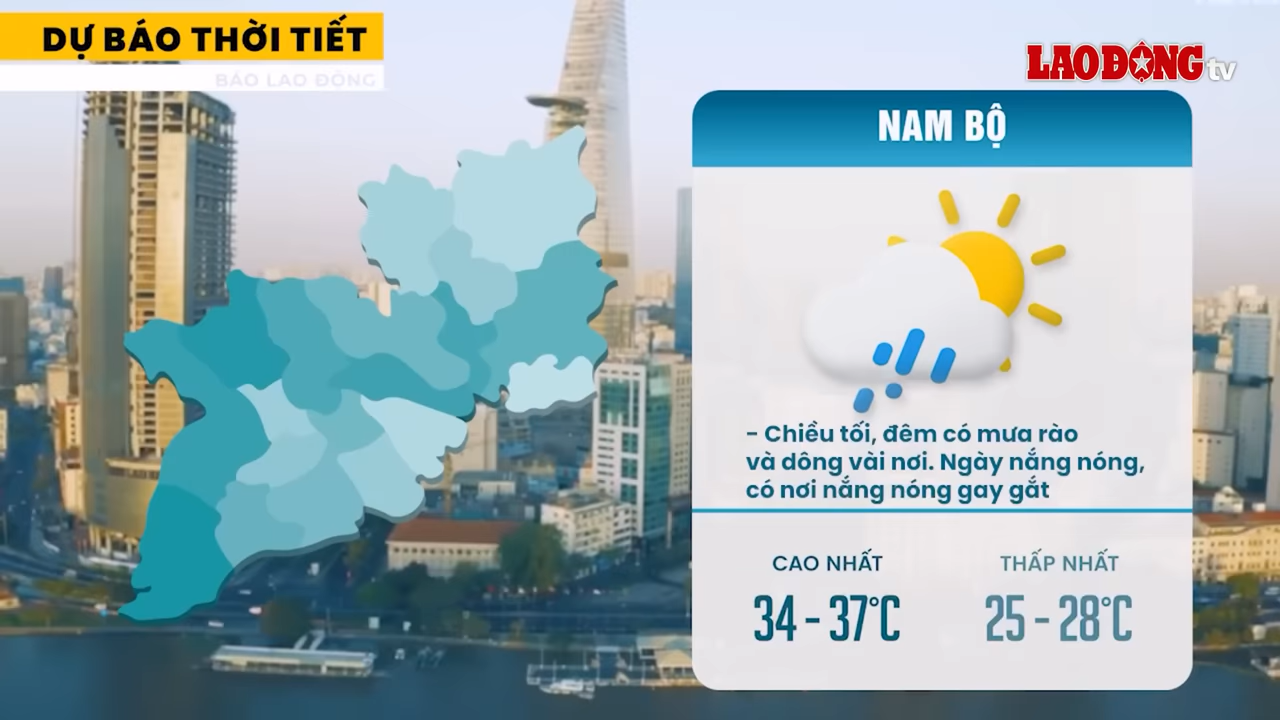 DỰ BÁO THỜI TIẾT
BÁO LAO ĐỘNG
LAO ĐỘNG tv
NAM BỘ
- Chiều tối, đêm có mưa rào
và dông vài nơi. Ngày nắng nóng,
có nơi nắng nóng gay gắt
CAO NHẤT
THẤP NHẤT
34 - 37°C
25 - 28°C